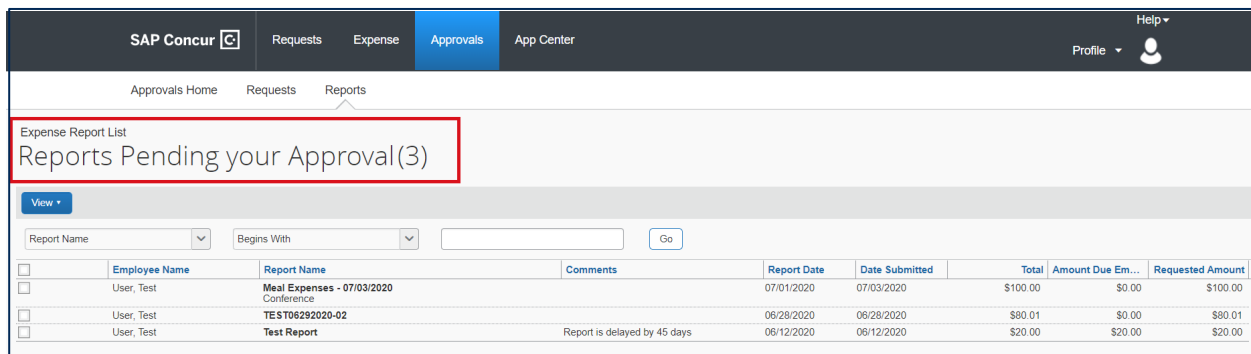 Help
SAP Concur C Requests Expense Approvals App Center Profile
Approvals Home Requests Reports
Expense Report List
Reports Pending your Approval(3)
View
Report Name Begins With Go
Employee Name Report Name Comments Report Date Date Submitted Total Amount Due Em... Requested Amount
User, Test Meal Expenses - 07/03/2020 07/01/2020 07/03/2020 $100.00 $0.00 $100.00
Conference
User, Test TEST06292020-02 06/28/2020 06/28/2020 $80.01 $0.00 $80.01
User, Test Test Report Report is delayed by 45 days 06/12/2020 06/12/2020 $20.00 $20.00 $20.00